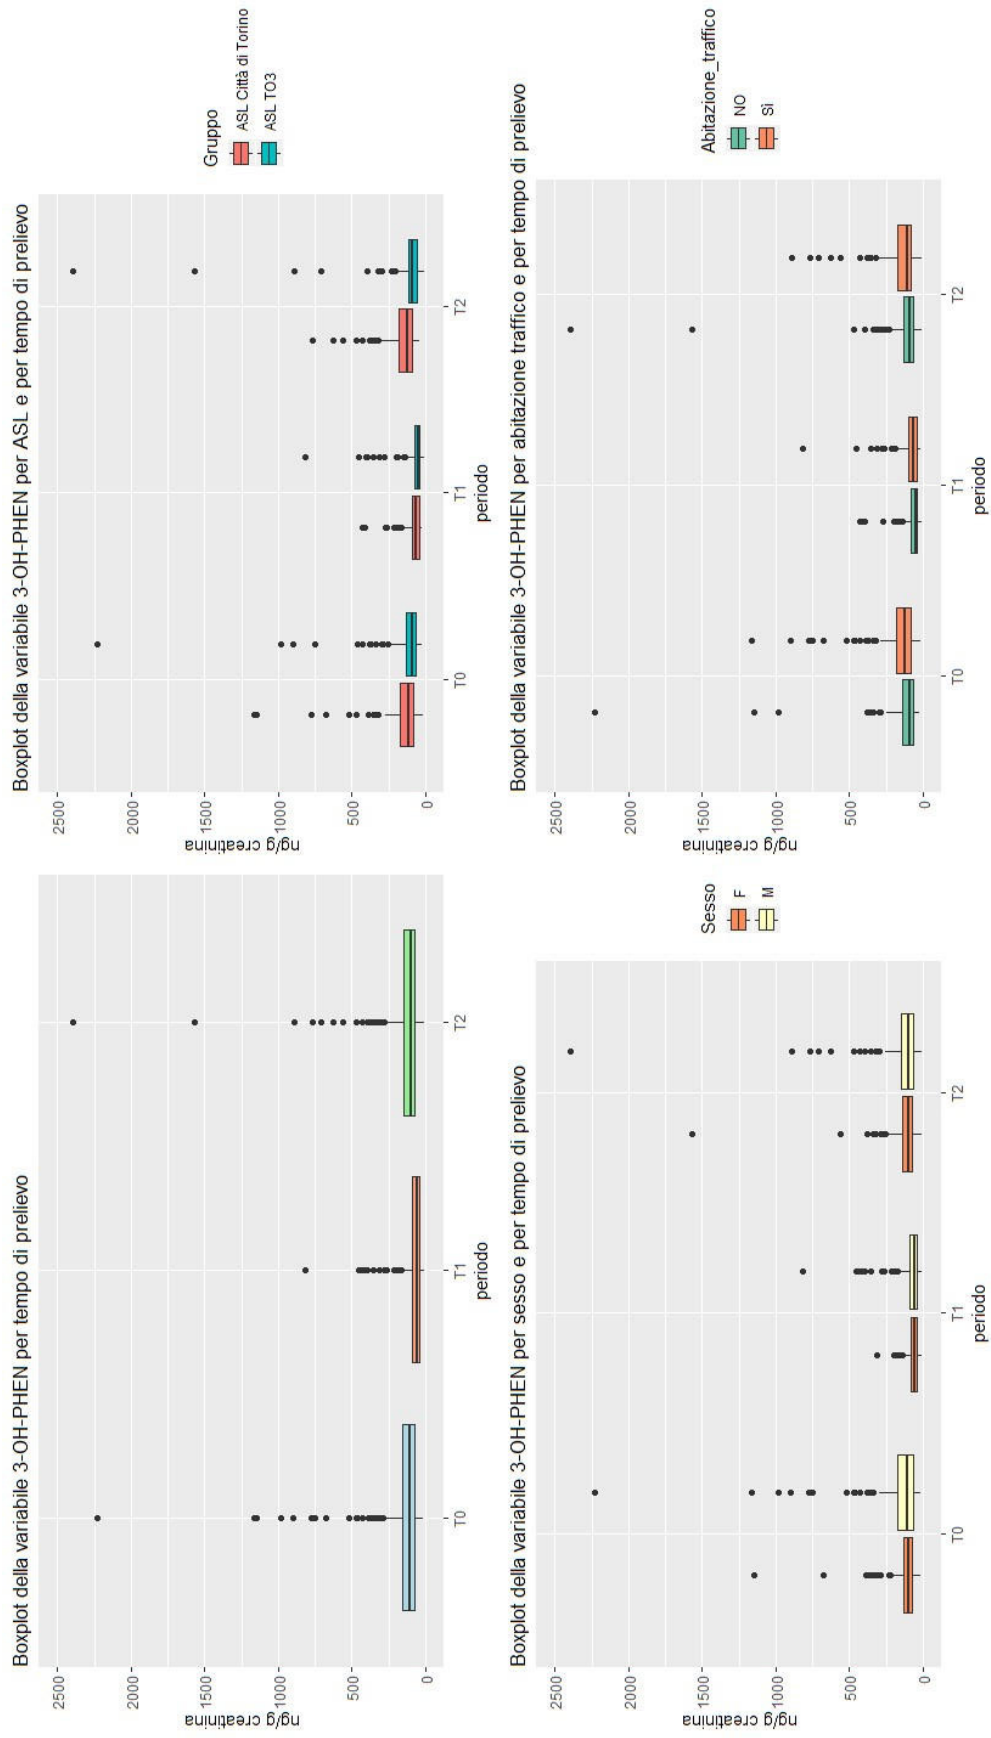 Boxplot della variabile 3-OH-PHEN per tempo di prelievo
2500
2000
1500
1000
500
0
ng/g creatinina
T0
T1
T2
periodo
Boxplot della variabile 3-OH-PHEN per ASL e per tempo di prelievo
2500
2000
1500
1000
500
0
ng/g creatinina
T0
T1
T2
periodo
Gruppo
ASL Città di Torino
ASL TO3
Boxplot della variabile 3-OH-PHEN per sesso e per tempo di prelievo
2500
2000
1500
1000
500
0
ng/g creatinina
T0
T1
T2
periodo
Sesso
F
M
Boxplot della variabile 3-OH-PHEN per abitazione traffico e per tempo di prelievo
2500
2000
1500
1000
500
0
ng/g creatinina
T0
T1
T2
periodo
Abitazione_traffico
NO
Sì